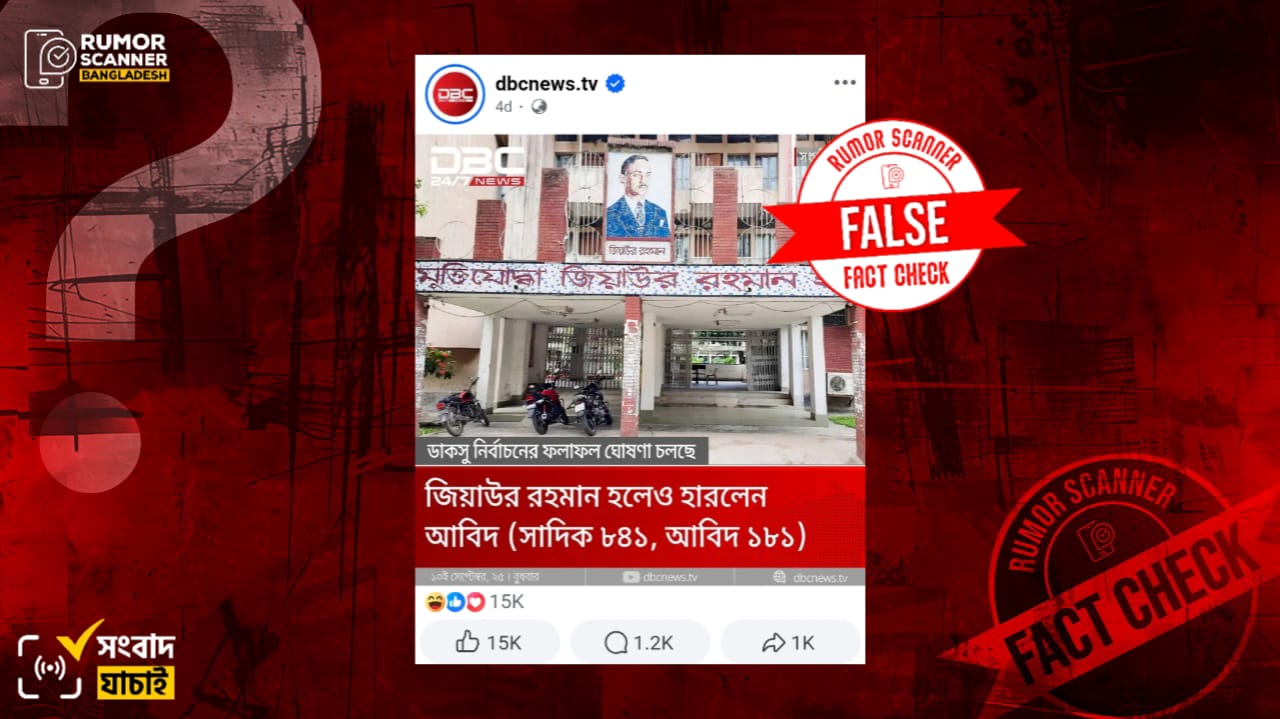 RUMOR
SCANNER
BANGLADESH
dbcnews.tv
4d
DBC
DBC
24/7 NEWS
জিয়াউর রহমান
মুক্তিযোদ্ধা জিয়াউর রহমান
RUMOR SCANNER
FALSE
FACT CHECK
ডাকসু নির্বাচনের ফলাফল ঘোষণা চলছে
জিয়াউর রহমান হলেও হারলেন
আবিদ (সাদিক ৮৪১, আবিদ ১৮১)
১০ই সেপ্টেম্বর, ২৫ । বুধবার
dbcnews.tv
dbcnews.tv
15K
15K
1.2K
1K
সংবাদ
যাচাই
RUMOR SCANNER
FACT CHECK